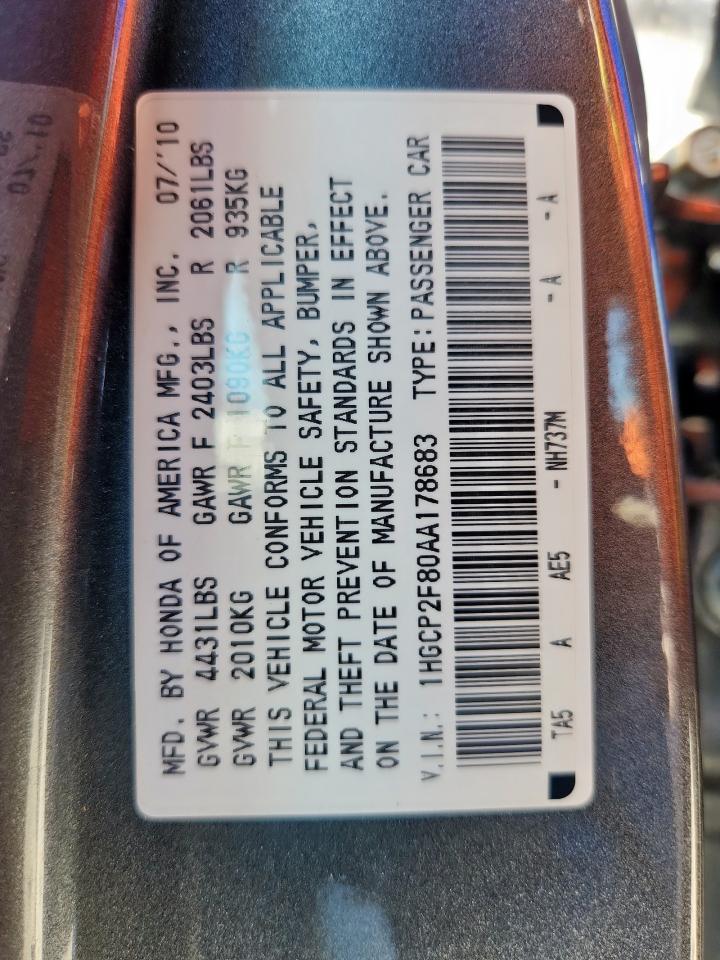 MFD. BY HONDA OF AMERICA MFG., INC. 07/'10
GVWR 4431LBS GAWR F 2403LBS R 2061LBS
GVWR 2010KG GAWR F 1090KG R 935KG
THIS VEHICLE CONFORMS TO ALL APPLICABLE
FEDERAL MOTOR VEHICLE SAFETY, BUMPER,
AND THEFT PREVENTION STANDARDS IN EFFECT
ON THE DATE OF MANUFACTURE SHOWN ABOVE.
V.I.N.: 1HGCP2F80AA178683 TYPE:PASSENGER CAR
TA5 A AE5 - NH737M - A - A